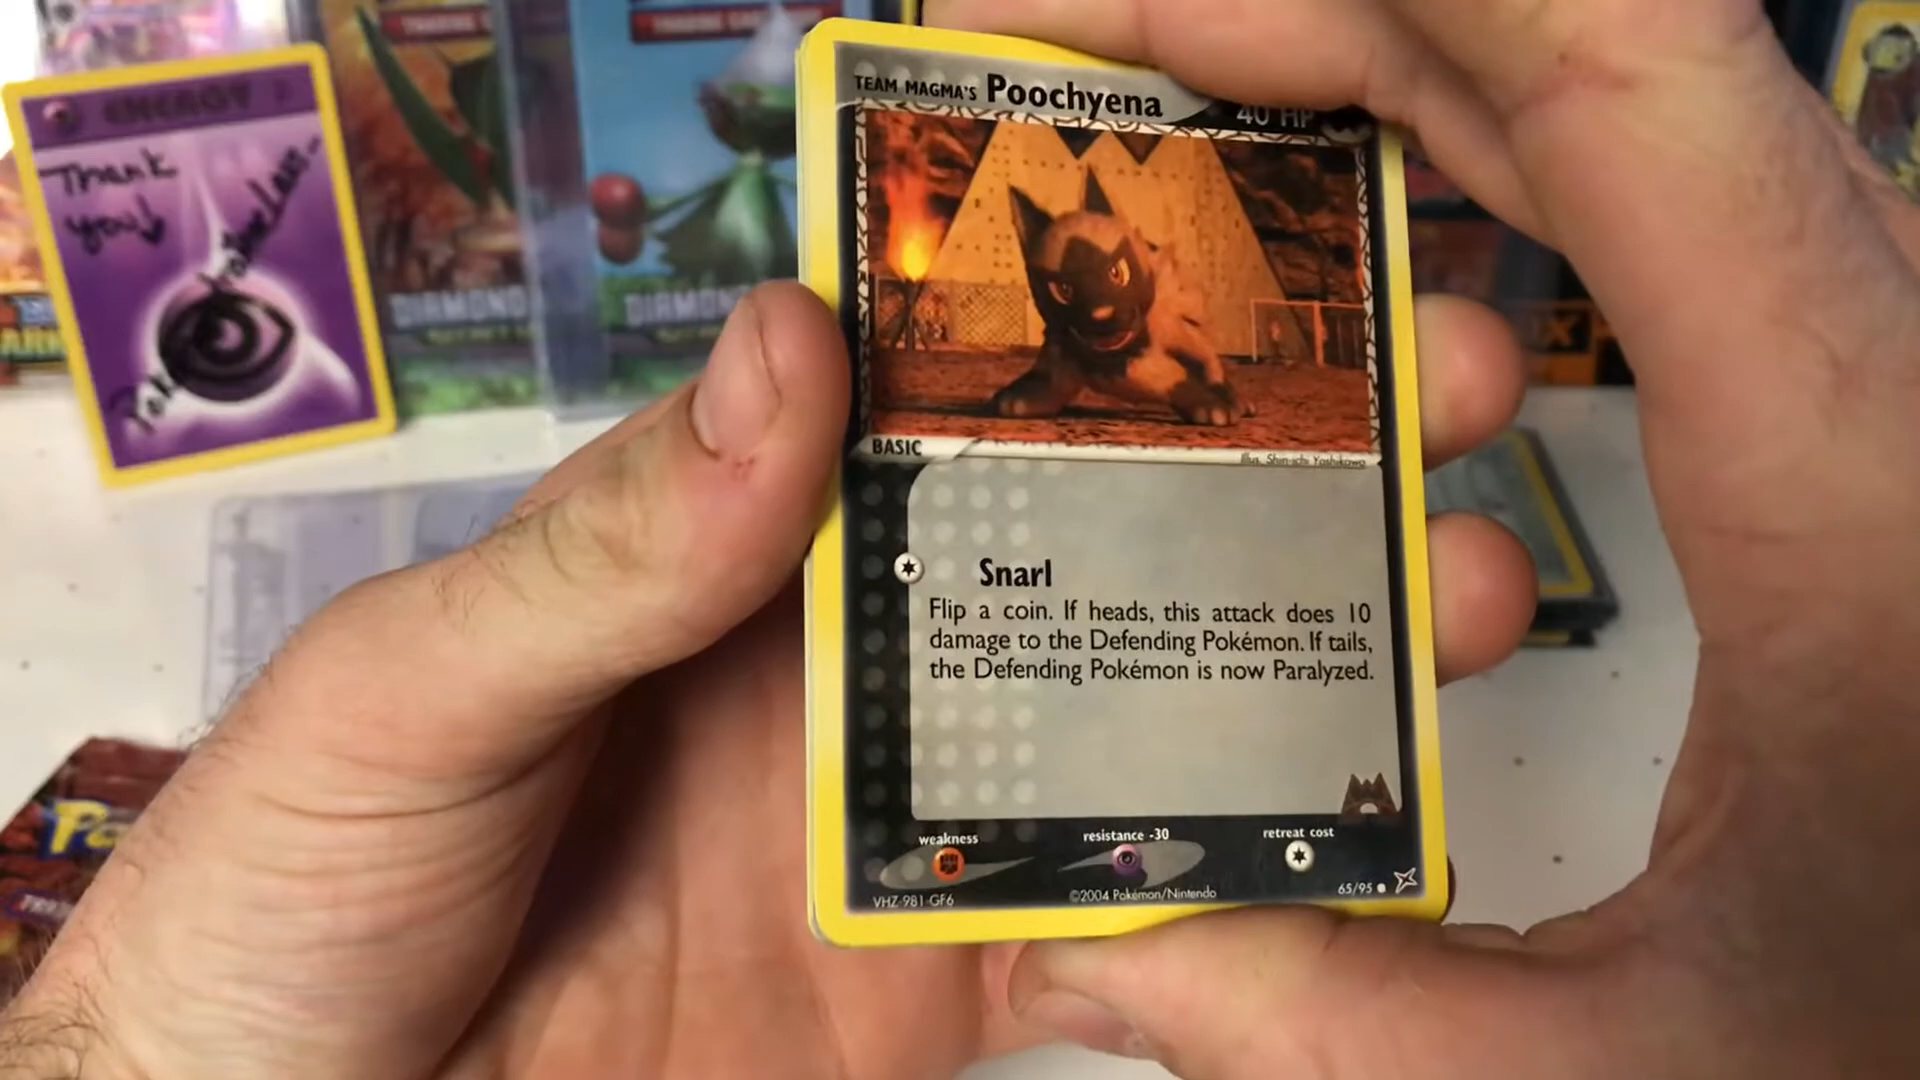 ENERGY
Thank
you!
DIAMOND
DIAMOND
TEAM MAGMA'S Poochyena
40 HP
BASIC
Illus. Shin-ichi Yoshikawa
Snarl
Flip a coin. If heads, this attack does 10
damage to the Defending Pokémon. If tails,
the Defending Pokémon is now Paralyzed.
weakness
resistance -30
retreat cost
VHZ-981-GF6
©2004 Pokémon/Nintendo
65/95